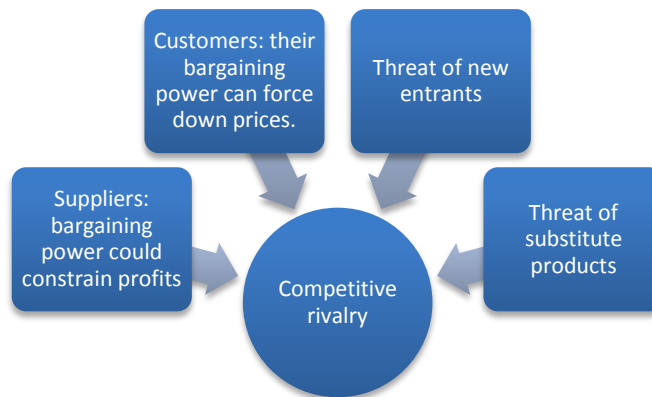 Customers: their
bargaining
power can force
down prices.
Threat of new
entrants
Suppliers:
bargaining
power could
constrain profits
Threat of
substitute
products
Competitive
rivalry